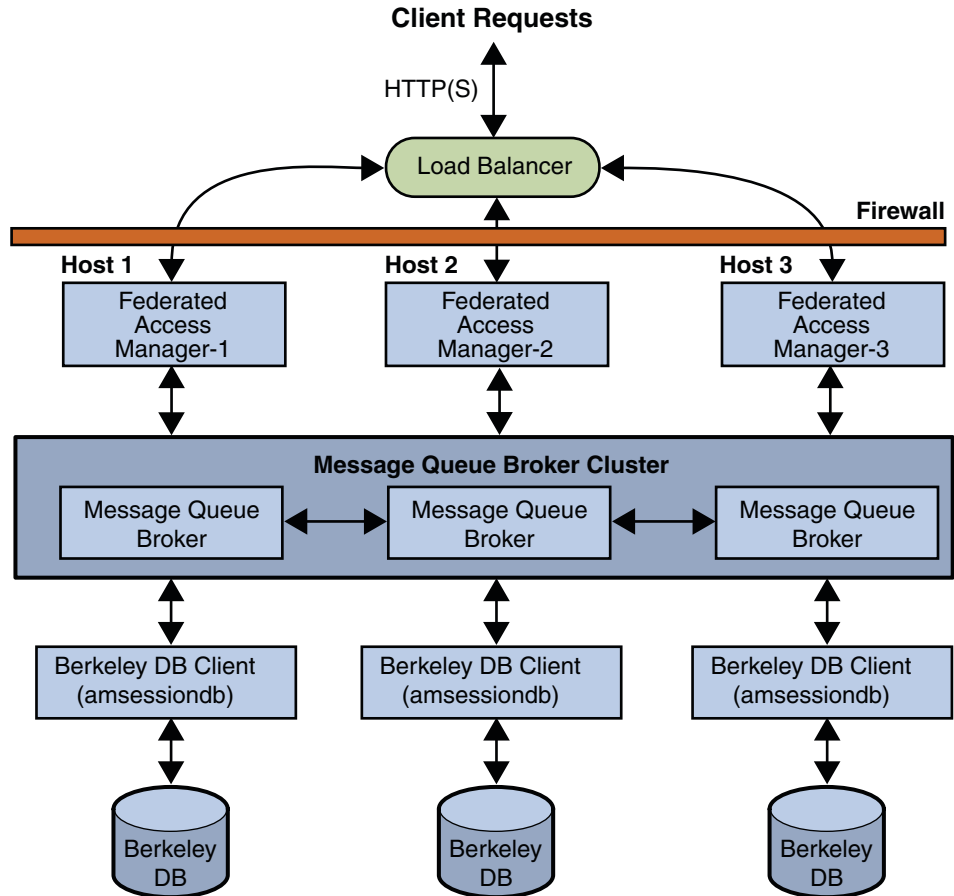 Client Requests
HTTP(S)
Load Balancer
Firewall
Host 1
Host 2
Host 3
Federated
Access
Manager-1
Federated
Access
Manager-2
Federated
Access
Manager-3
Message Queue Broker Cluster
Message Queue
Broker
Message Queue
Broker
Message Queue
Broker
Berkeley DB Client
(amsessiondb)
Berkeley DB Client
(amsessiondb)
Berkeley DB Client
(amsessiondb)
Berkeley
DB
Berkeley
DB
Berkeley
DB